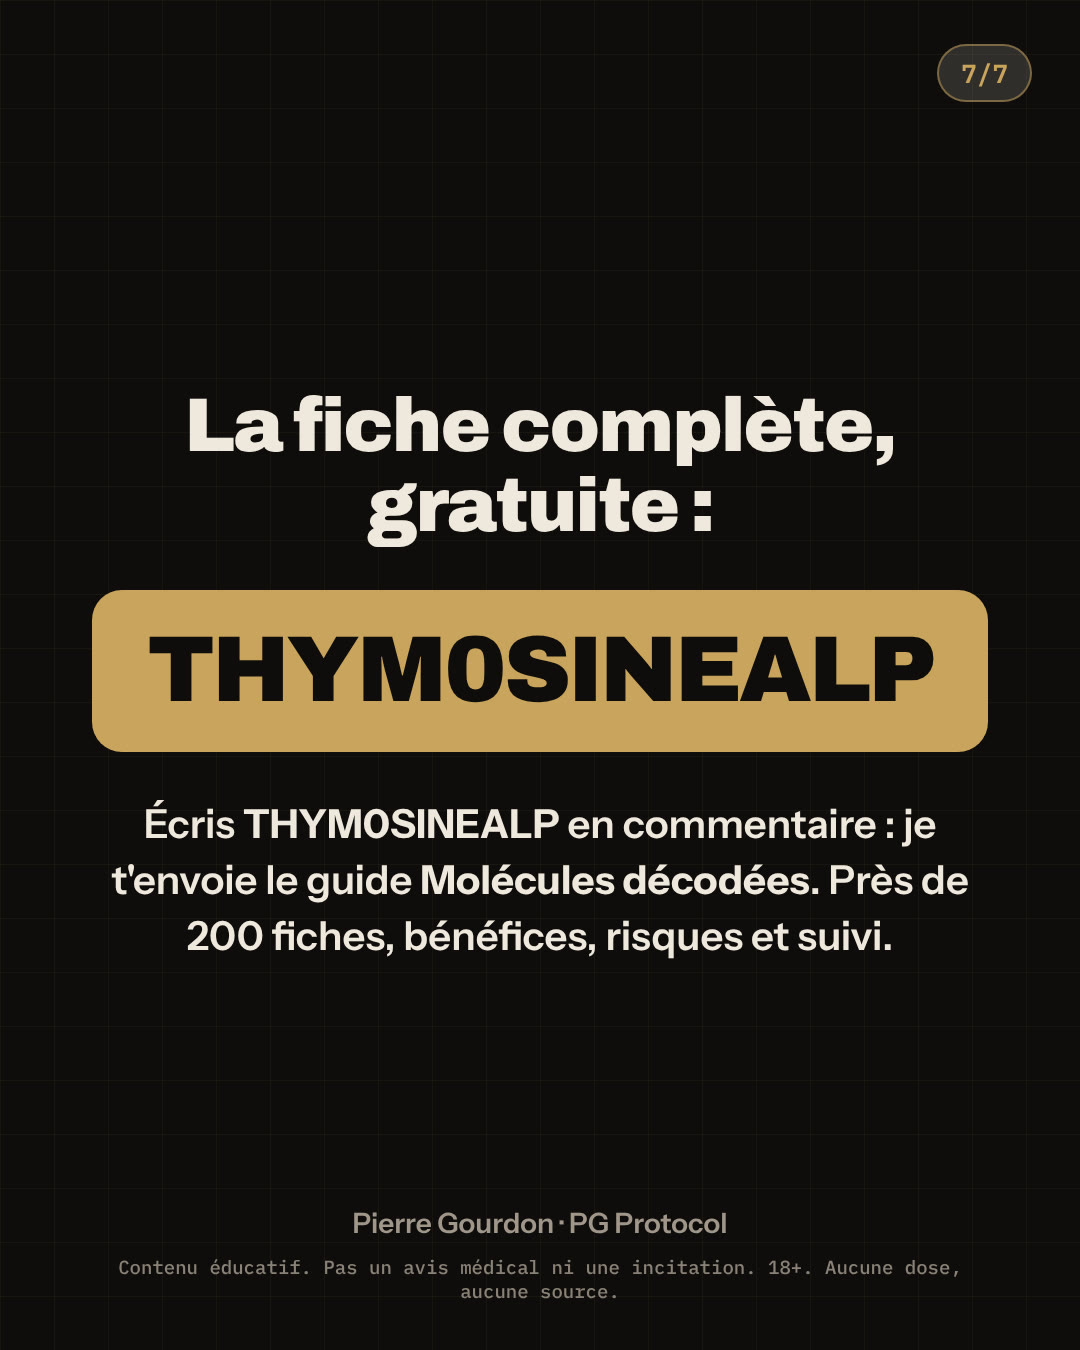 7/7
La fiche complète,
gratuite :
THYM0SINEALP
Écris THYM0SINEALP en commentaire : je
t'envoie le guide Molécules décodées. Près de
200 fiches, bénéfices, risques et suivi.
Pierre Gourdon · PG Protocol
Contenu éducatif. Pas un avis médical ni une incitation. 18+. Aucune dose,
aucune source.